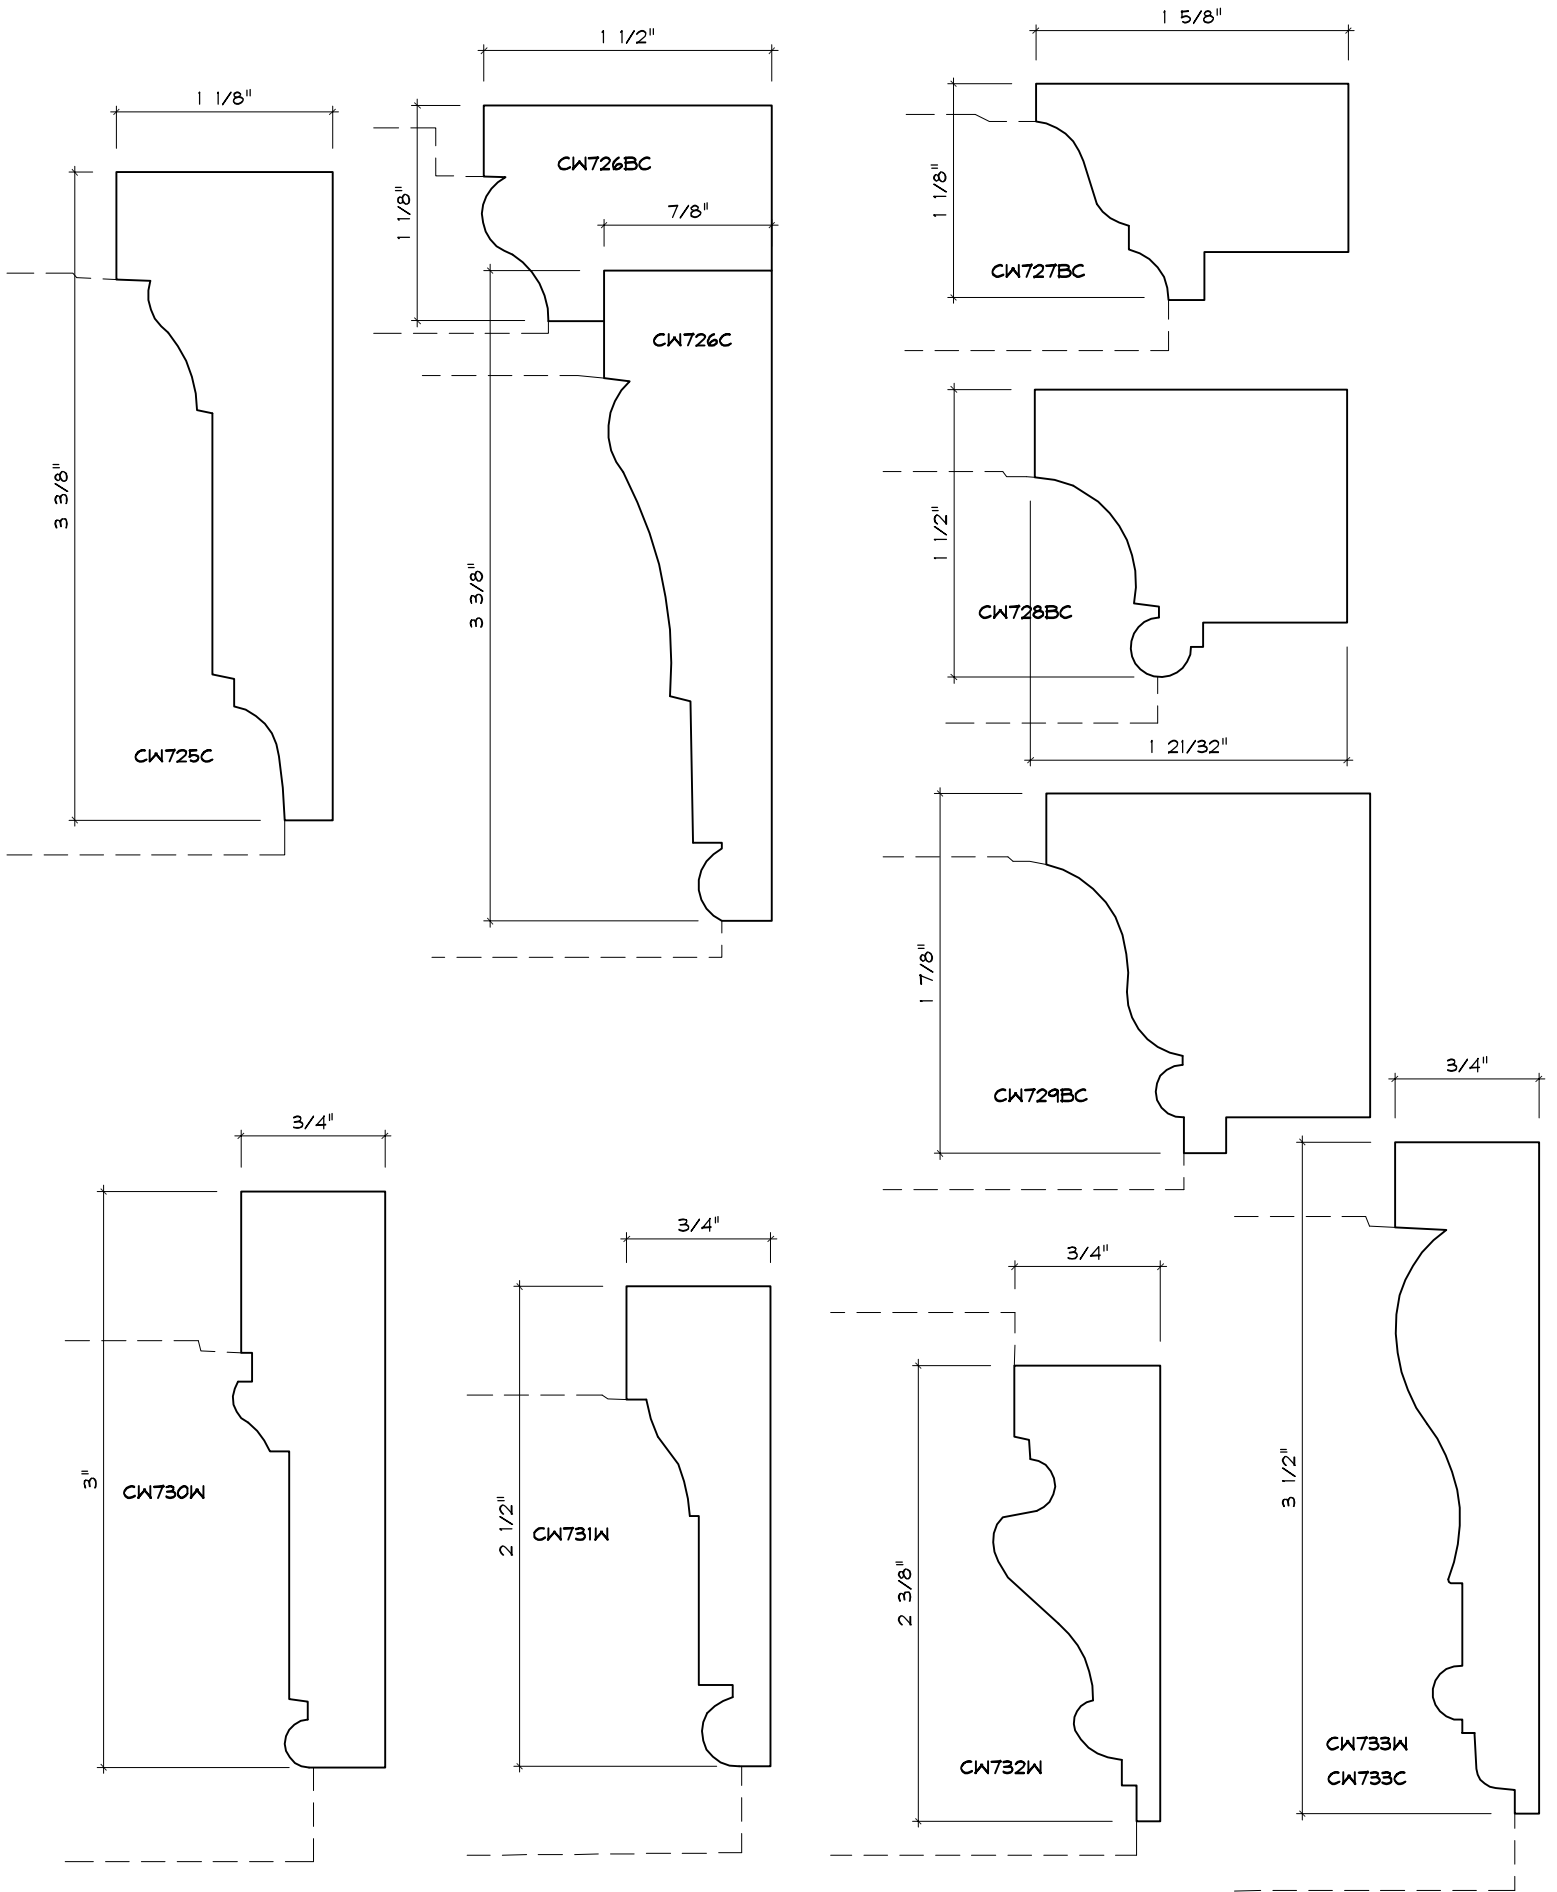 1 5/8"
1 1/2"
1 1/8"
CW726BC
1 1/8"
1 1/8"
7/8"
CW727BC
CW726C
3 3/8"
1 1/2"
3 3/8"
CW728BC
1 21/32"
CW725C
1 7/8"
3/4"
CW729BC
3/4"
3/4"
3/4"
3"
CW730W
3 1/2"
2 1/2"
CW731W
2 3/8"
CW733W
CW732W
CW733C